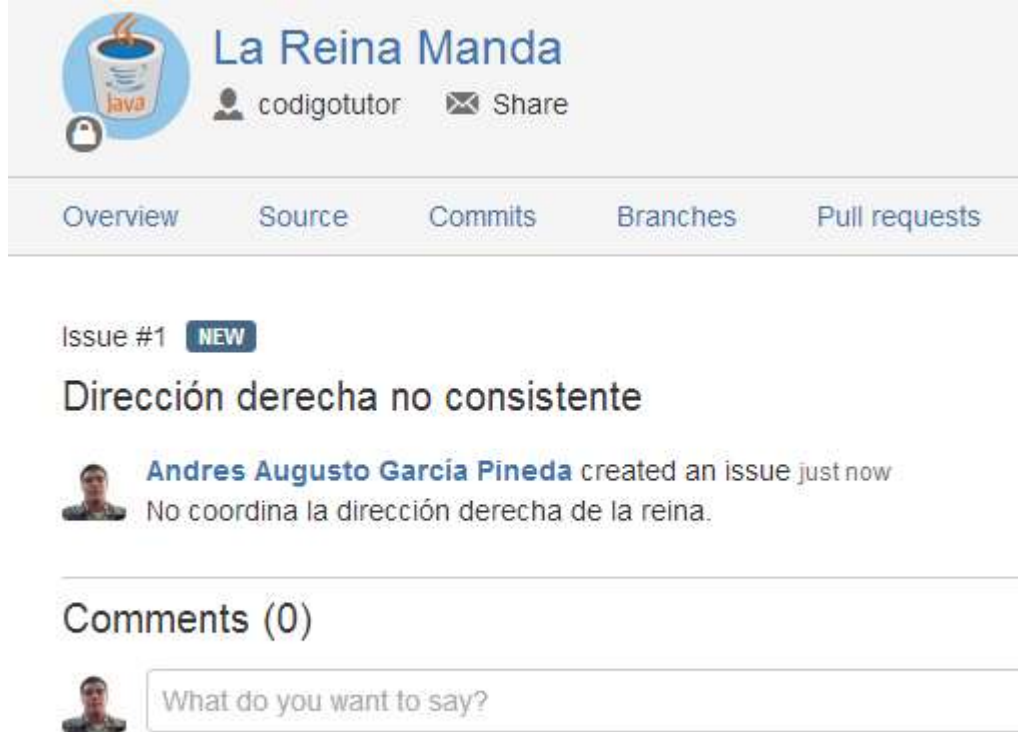 La Reina Manda
Java
codigotutor Share
Overview Source Commits Branches Pull requests
Issue #1 NEW
Dirección derecha no consistente
Andres Augusto García Pineda created an issue just now
No coordina la dirección derecha de la reina.
Comments (0)
What do you want to say?